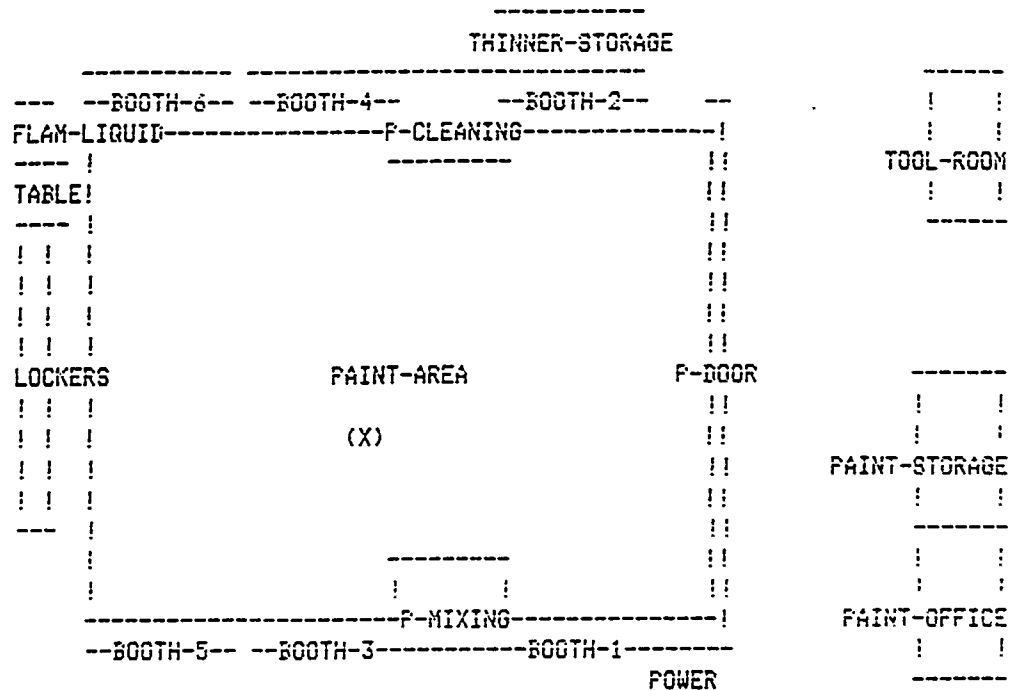 THINNER-STORAGE
BOOTH-6 BOOTH-4 BOOTH-2
FLAM-LIQUID P-CLEANING
TOOL-ROOM
TABLE
LOCKERS PAINT-AREA P-DOOR
(X)
PAINT-STORAGE
P-MIXING PAINT-OFFICE
BOOTH-5 BOOTH-3 BOOTH-1
POWER